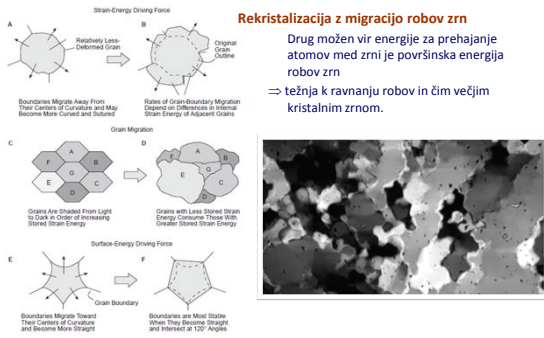 Strain-Energy Driving Force
A
B
Relatively Less-
Deformed Grain
Original
Grain
Outline
Boundaries Migrate Away From
Their Centers of Curvature and May
Become More Curved and Sutured
Rates of Grain-Boundary Migration
Depend on Differences in Internal
Strain Energy of Adjacent Grains
Grain Migration
C
D
A
F
B
G
E
C
D
F
A
B
G
E
C
D
Grains Are Shaded From Light
to Dark in Order of Increasing
Stored Strain Energy
Grains with Less Stored Strain
Energy Consume Those With
Greater Stored Strain Energy
Surface-Energy Driving Force
E
F
Grain Boundary
Boundaries Migrate Toward
Their Centers of Curvature
and Become More Straight
Boundaries are Most Stable
When They Become Straight
and Intersect at 120° Angles
Rekristalizacija z migracijo robov zrn
Drug možen vir energije za prehajanje
atomov med zrni je površinska energija
robov zrn
⇒ težnja k ravnanju robov in čim večjim
kristalnim zrnom.